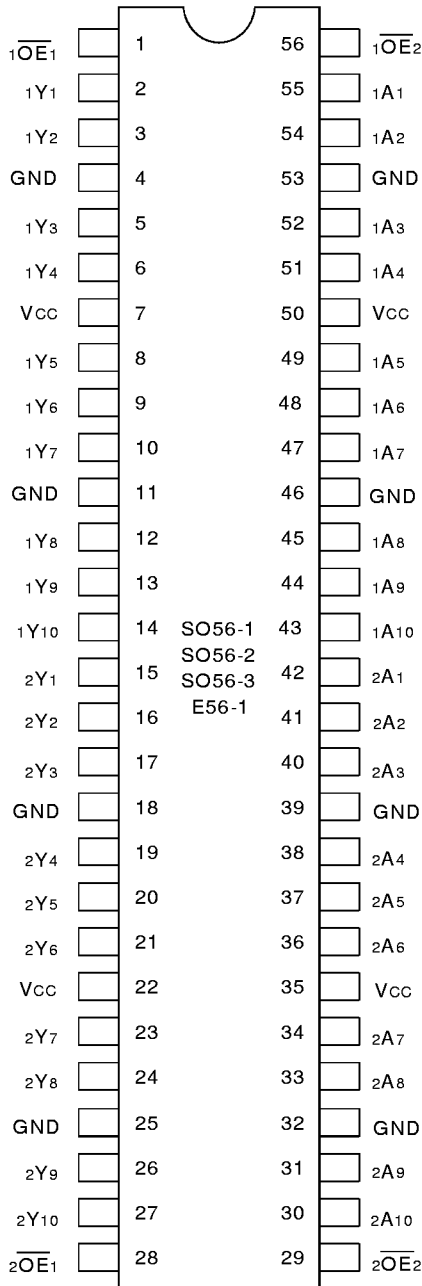 1OE1 1 56 1OE2
1Y1 2 55 1A1
1Y2 3 54 1A2
GND 4 53 GND
1Y3 5 52 1A3
1Y4 6 51 1A4
VCC 7 50 VCC
1Y5 8 49 1A5
1Y6 9 48 1A6
1Y7 10 47 1A7
GND 11 46 GND
1Y8 12 45 1A8
1Y9 13 44 1A9
1Y10 14 SO56-1 43 1A10
SO56-2
2Y1 15 SO56-3 42 2A1
E56-1
2Y2 16 41 2A2
2Y3 17 40 2A3
GND 18 39 GND
2Y4 19 38 2A4
2Y5 20 37 2A5
2Y6 21 36 2A6
VCC 22 35 VCC
2Y7 23 34 2A7
2Y8 24 33 2A8
GND 25 32 GND
2Y9 26 31 2A9
2Y10 27 30 2A10
2OE1 28 29 2OE2